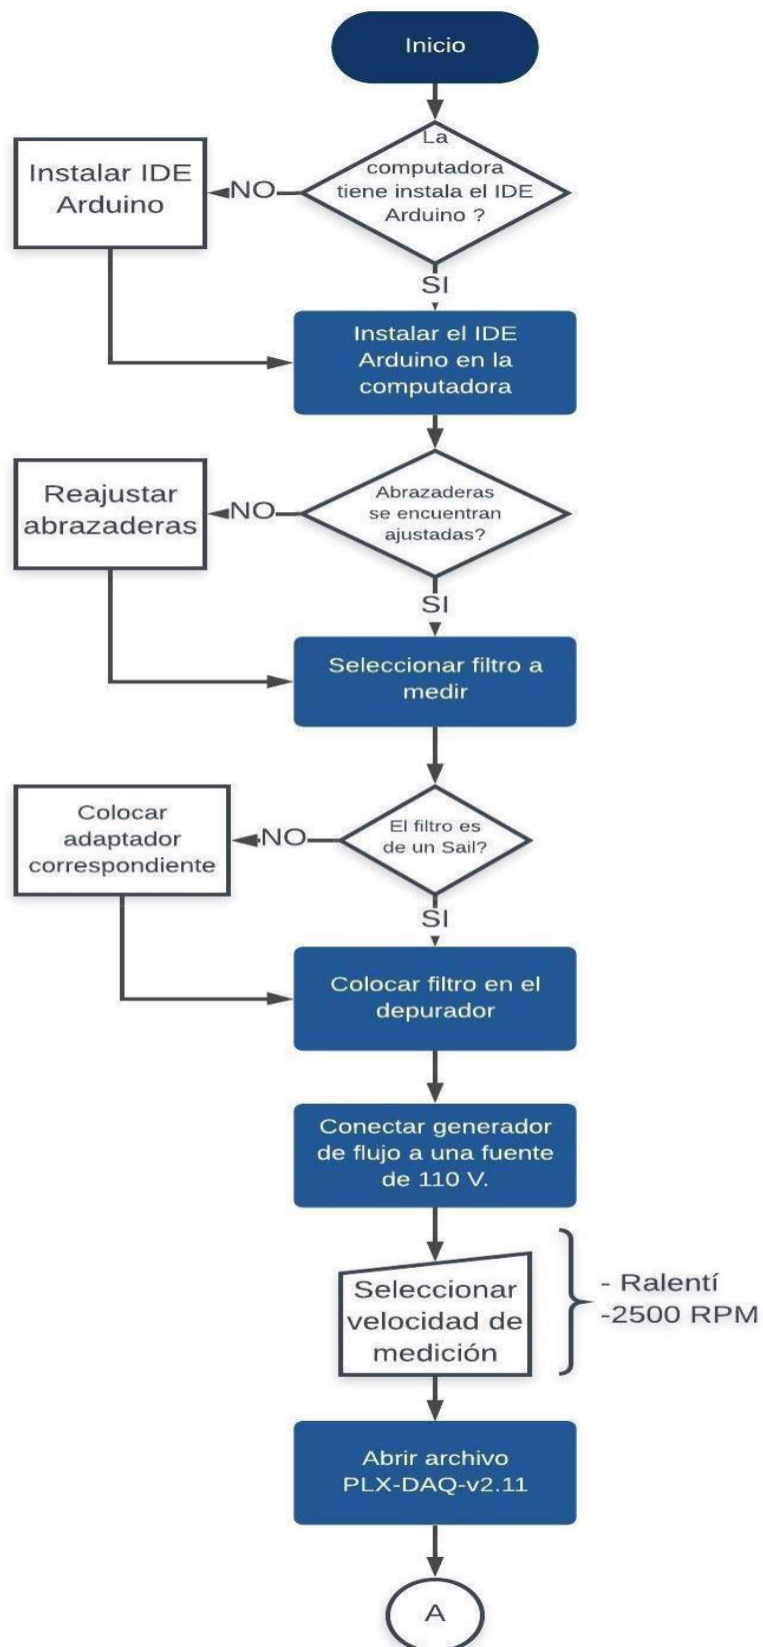 Inicio
La
computadora
tiene instala el IDE
Arduino ?
NO
Instalar IDE
Arduino
SI
Instalar el IDE
Arduino en la
computadora
Abrazaderas
se encuentran
ajustadas?
NO
Reajustar
abrazaderas
SI
Seleccionar filtro a
medir
El filtro es
de un Sail?
NO
Colocar
adaptador
correspondiente
SI
Colocar filtro en el
depurador
Conectar generador
de flujo a una fuente
de 110 V.
Seleccionar
velocidad de
medición
- Ralentí
-2500 RPM
Abrir archivo
PLX-DAQ-v2.11
A